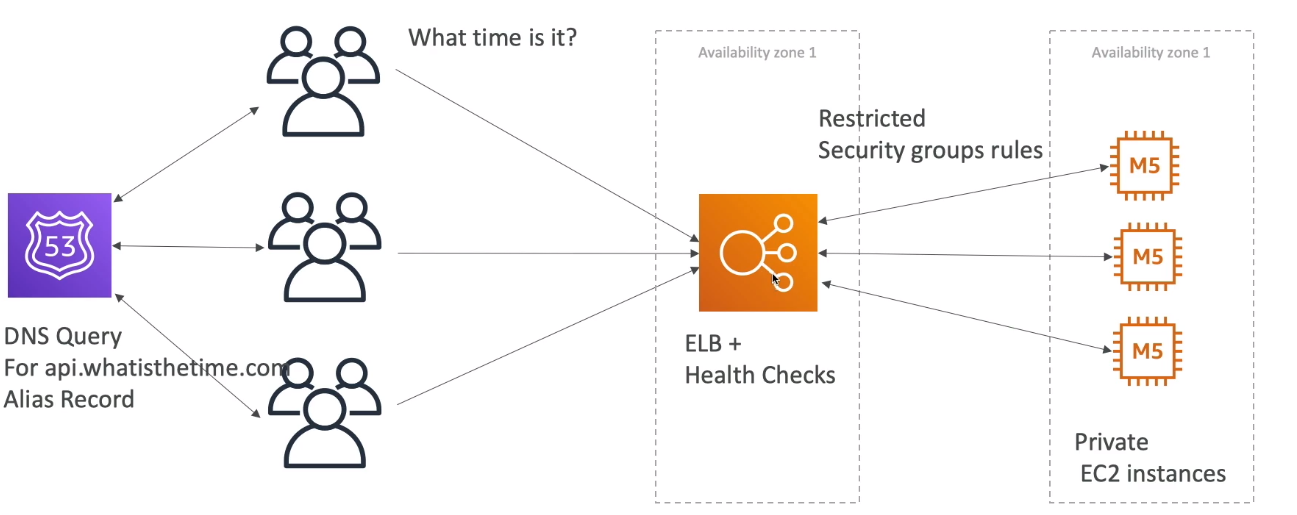 What time is it?
Availability zone 1
Availability zone 1
Restricted
Security groups rules
M5
53
M5
DNS Query
For api.whatisthetime.com
Alias Record
ELB +
Health Checks
M5
Private
EC2 instances